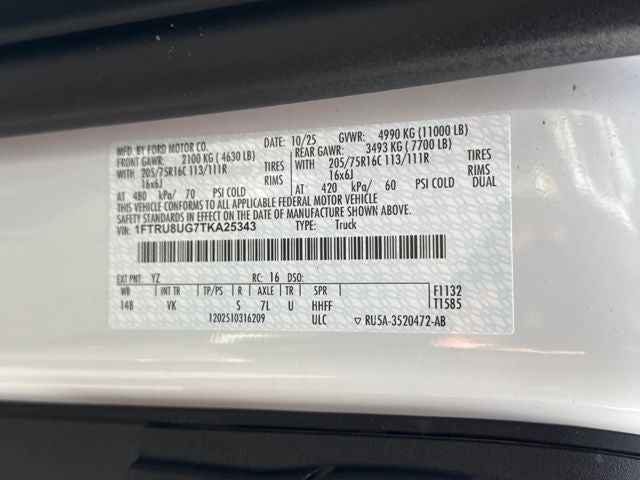 MFD. BY FORD MOTOR CO.
10/25 GVWR: 4990 KG (11000 LB)
FRONT GAWR: 2100 KG (4630 LB) REAR GAWR: 3493 KG (7700 LB)
WITH 205/75R16C 113/111R TIRES WITH 205/75R16C 113/111R TIRES
16x6J RIMS 16x6J RIMS
AT 480 kPa/ 70 PSI COLD AT 420 kPa/ 60 PSI COLD DUAL
THIS VEHICLE CONFORMS TO ALL APPLICABLE FEDERAL MOTOR VEHICLE
SAFETY STANDARDS IN EFFECT ON THE DATE OF MANUFACTURE SHOWN ABOVE.
VIN: 1FTRU8UG7TKA25343 TYPE: Truck
EXT PNT: YZ RC: 16 DSO:
WB INT TR TP/PS R AXLE TR SPR F1132
148 VK S 7L U HHFF T1585
1202510316209 ULC ▽ RU5A-3520472-AB